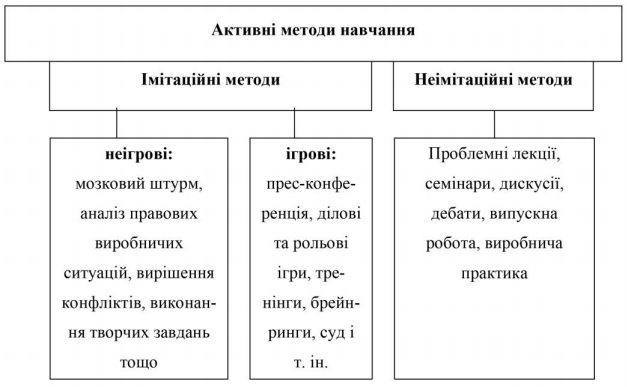 Активні методи навчання
Імітаційні методи
Неімітаційні методи
неігрові:
мозковий штурм,
аналіз правових
виробничих
ситуацій, вирішення
конфліктів, виконан-
ня творчих завдань
тощо
ігрові:
прес-конфе-
ренція, ділові
та рольові
ігри, тре-
нінги, брейн-
ринги, суд і
т. ін.
Проблемні лекції,
семінари, дискусії,
дебати, випускна
робота, виробнича
практика